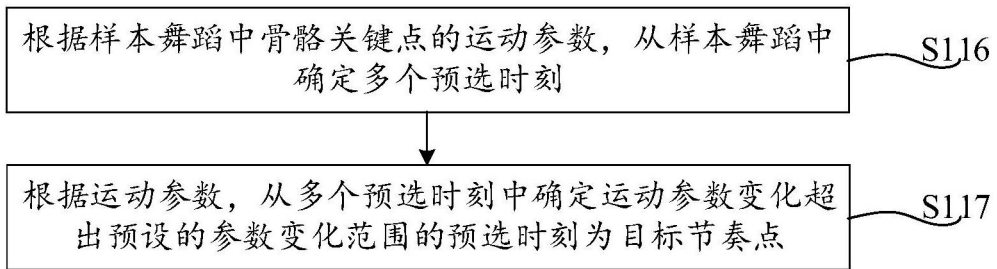 根据样本舞蹈中骨骼关键点的运动参数，从样本舞蹈中
确定多个预选时刻
S116
根据运动参数，从多个预选时刻中确定运动参数变化超
出预设的参数变化范围的预选时刻为目标节奏点
S117